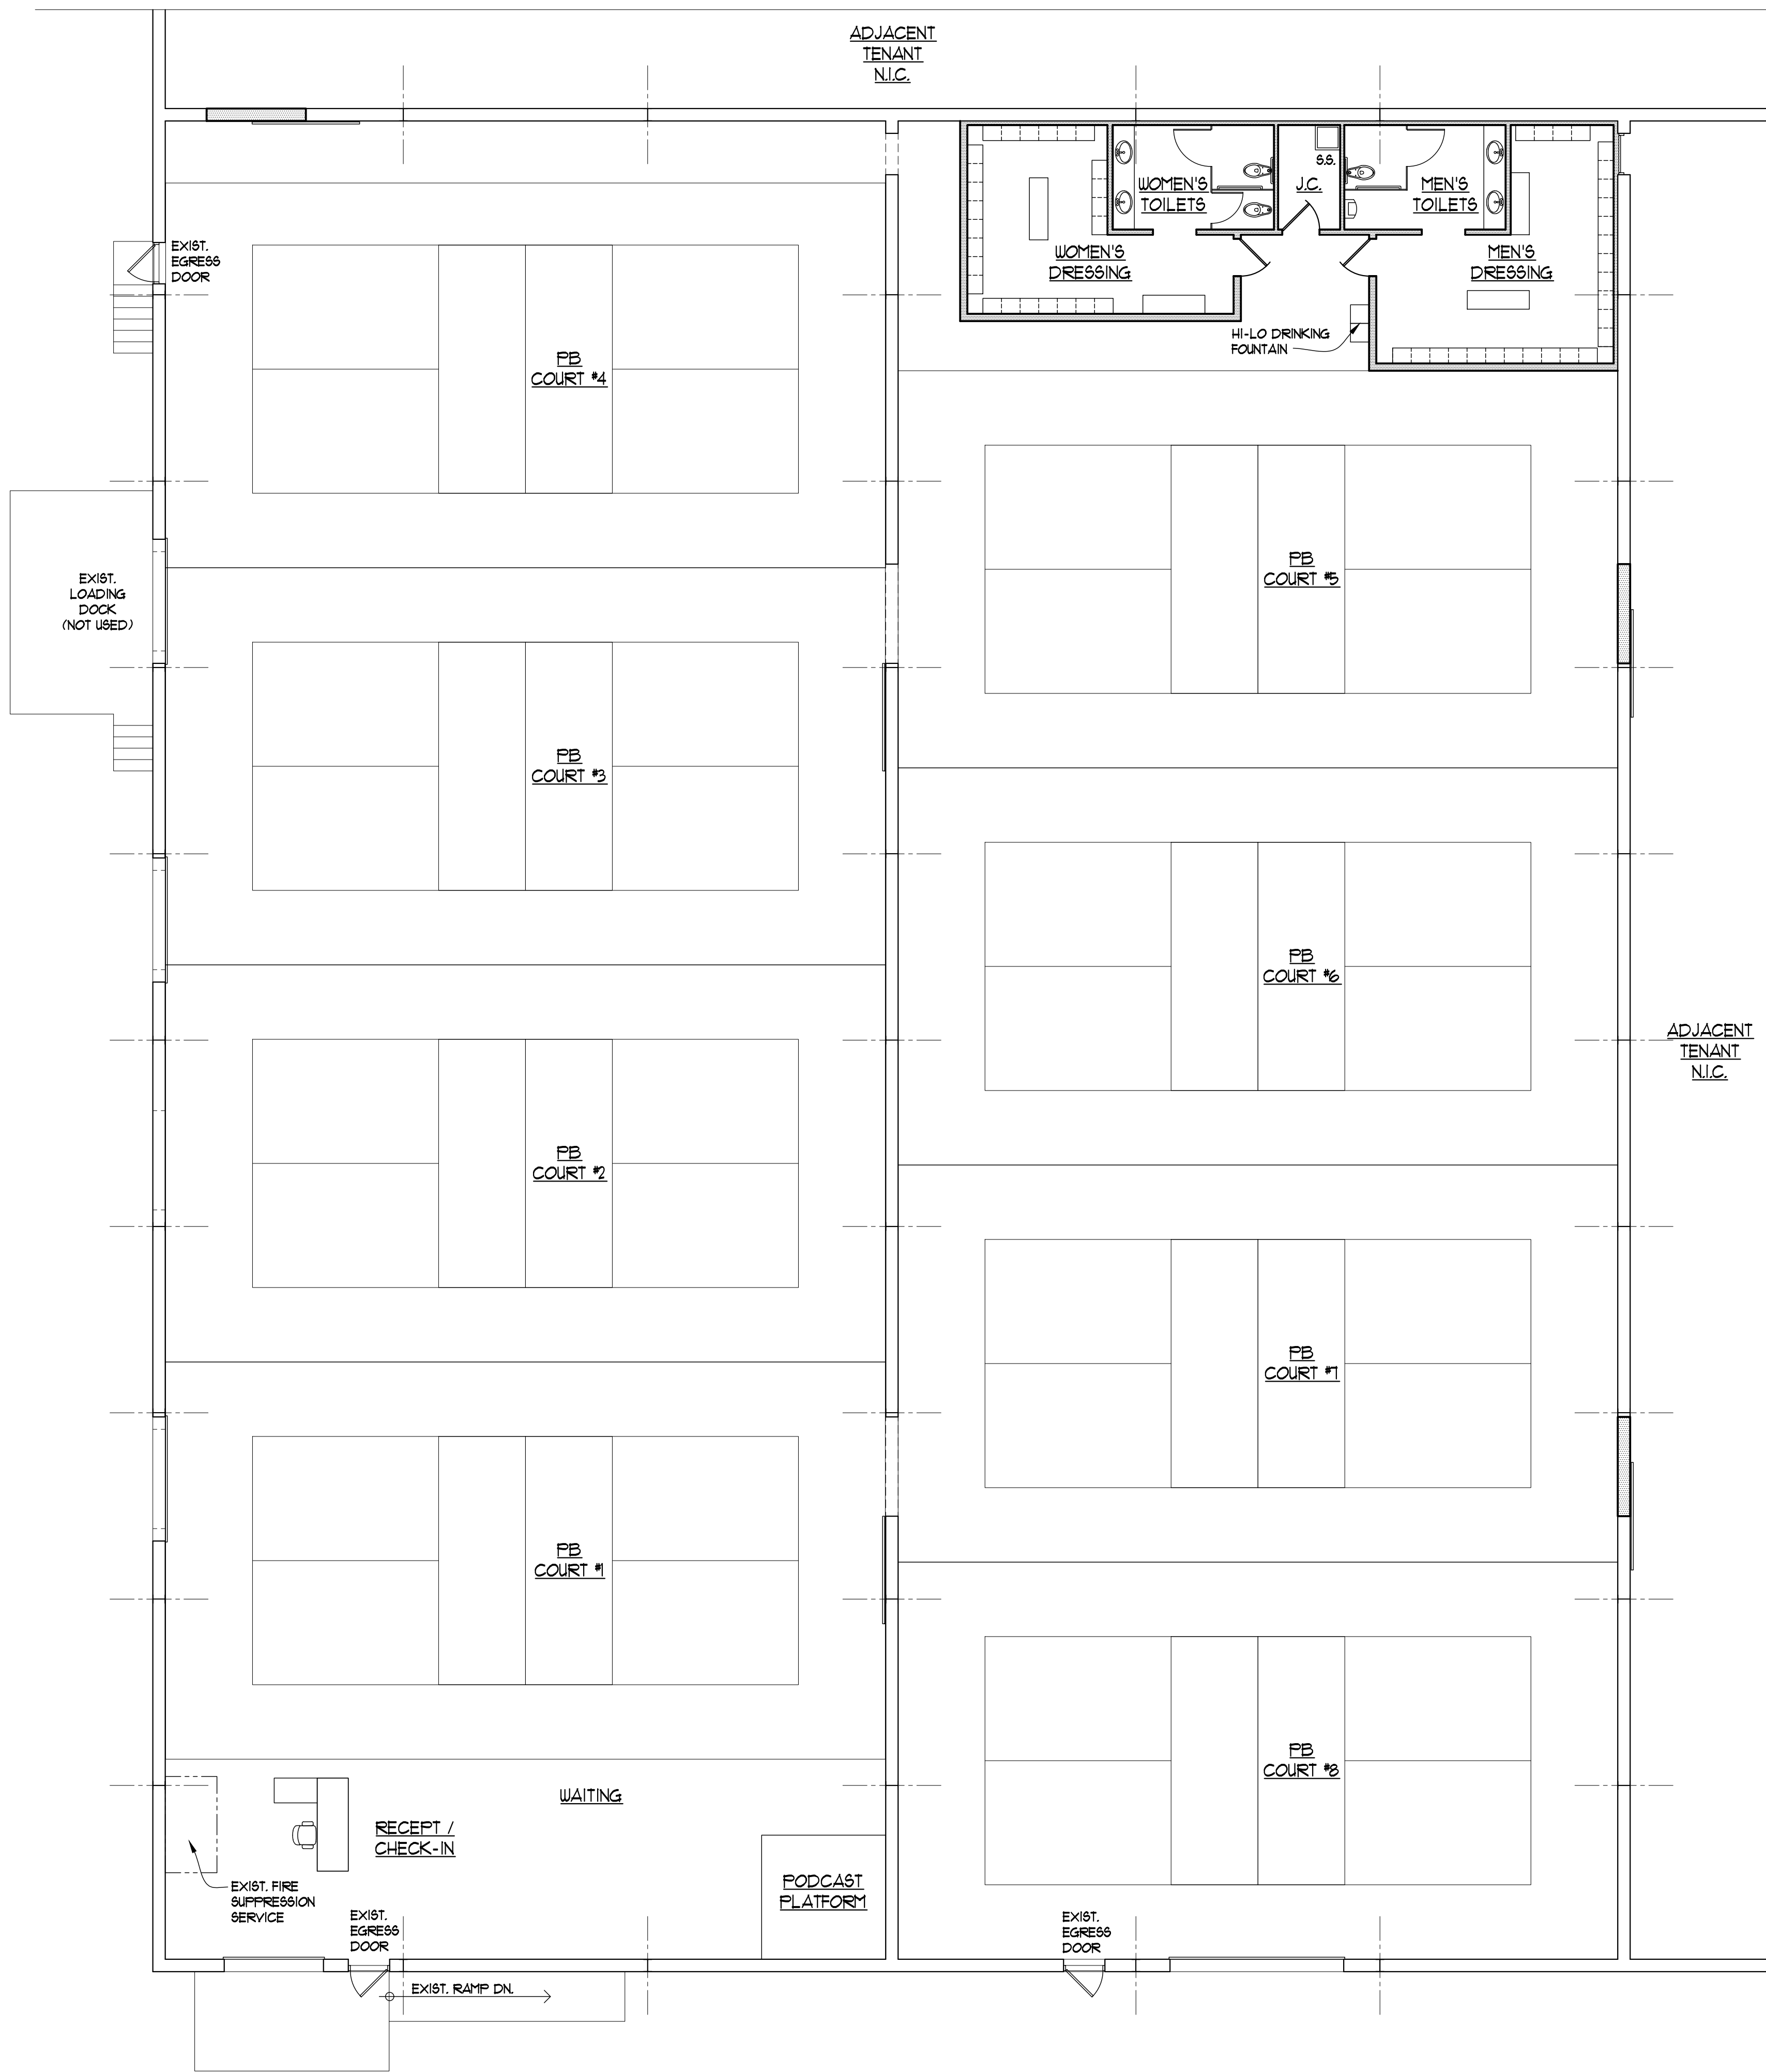 ADJACENT
TENANT
N.I.C.
S.S.
WOMEN'S
TOILETS
J.C.
MEN'S
TOILETS
EXIST.
EGRESS
DOOR
WOMEN'S
DRESSING
MEN'S
DRESSING
HI-LO DRINKING
FOUNTAIN
PB
COURT #4
PB
COURT #5
EXIST.
LOADING
DOCK
(NOT USED)
PB
COURT #3
PB
COURT #6
ADJACENT
TENANT
N.I.C.
PB
COURT #2
PB
COURT #7
PB
COURT #1
PB
COURT #8
WAITING
RECEPT /
CHECK-IN
PODCAST
PLATFORM
EXIST. FIRE
SUPPRESSION
SERVICE
EXIST.
EGRESS
DOOR
EXIST.
EGRESS
DOOR
EXIST. RAMP DN.